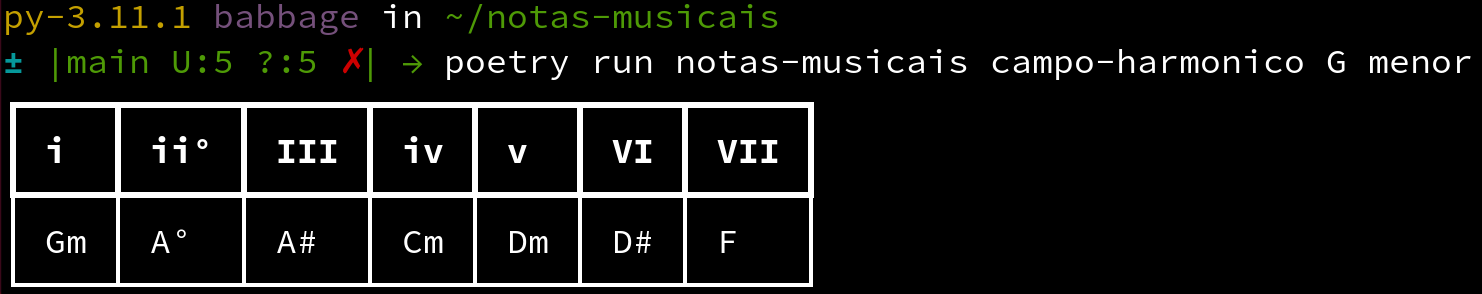 py-3.11.1 babbage in ~/notas-musicais
± |main U:5 ?:5 ✗| → poetry run notas-musicais campo-harmonico G menor
i ii° III iv v VI VII
Gm A° A# Cm Dm D# F